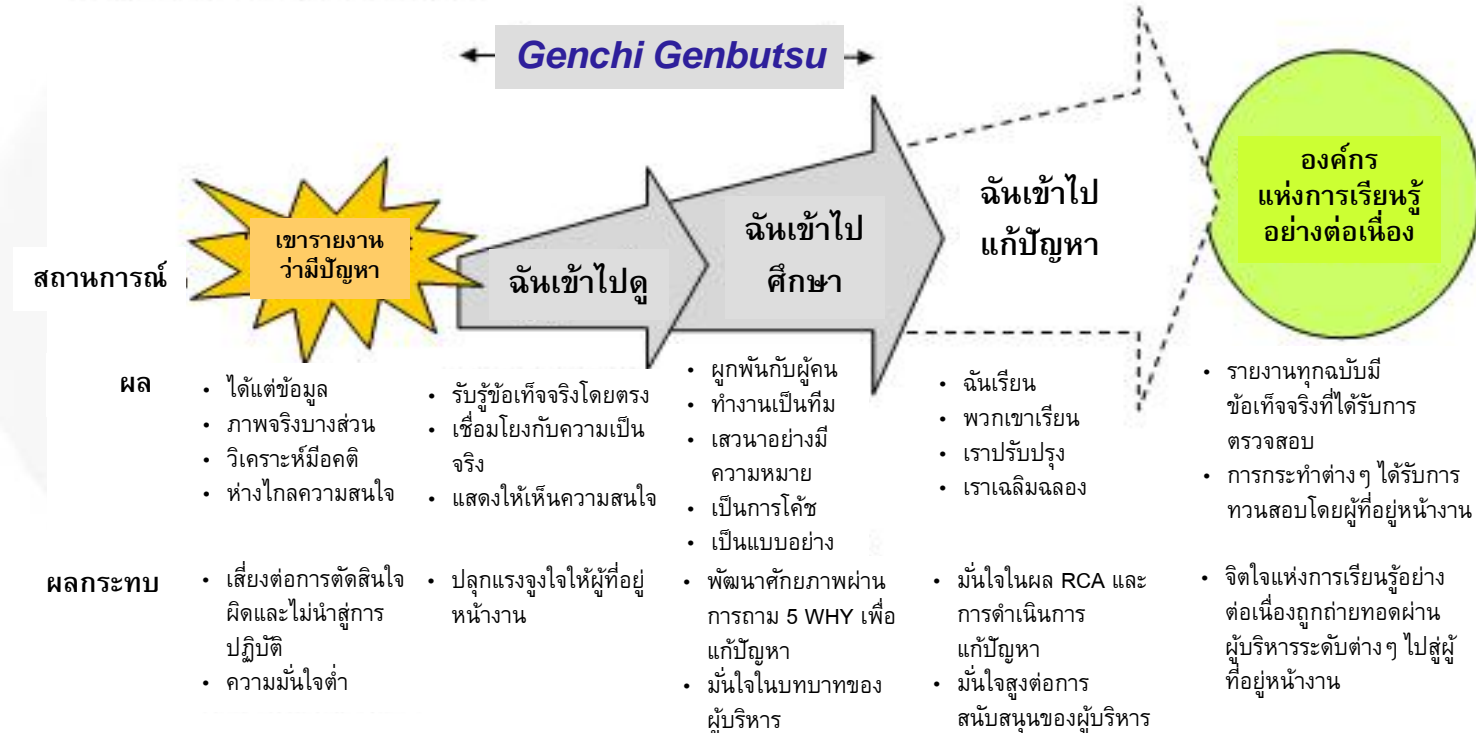 Genchi Genbutsu
สถานการณ์
เขารายงาน
ว่ามีปัญหา
ฉันเข้าไปดู
ฉันเข้าไป
ศึกษา
ฉันเข้าไป
แก้ปัญหา
องค์กร
แห่งการเรียนรู้
อย่างต่อเนื่อง
ผล
• ได้แต่ข้อมูล
• ภาพจริงบางส่วน
• วิเคราะห์มีอคติ
• ห่างไกลความสนใจ
• รับรู้ข้อเท็จจริงโดยตรง
• เชื่อมโยงกับความเป็น
จริง
• แสดงให้เห็นความสนใจ
• ผูกพันกับผู้คน
• ทำงานเป็นทีม
• เสวนาอย่างมี
ความหมาย
• เป็นการโค้ช
• เป็นแบบอย่าง
• ฉันเรียน
• พวกเขาเรียน
• เราปรับปรุง
• เราเฉลิมฉลอง
• รายงานทุกฉบับมี
ข้อเท็จจริงที่ได้รับการ
ตรวจสอบ
• การกระทำต่างๆ ได้รับการ
ทวนสอบโดยผู้ที่อยู่หน้างาน
ผลกระทบ
• เสี่ยงต่อการตัดสินใจ
ผิดและไม่นำสู่การ
ปฏิบัติ
• ความมั่นใจต่ำ
• ปลุกแรงจูงใจให้ผู้ที่อยู่
หน้างาน
• พัฒนาศักยภาพผ่าน
การถาม 5 WHY เพื่อ
แก้ปัญหา
• มั่นใจในบทบาทของ
ผู้บริหาร
• มั่นใจในผล RCA และ
การดำเนินการ
แก้ปัญหา
• มั่นใจสูงต่อการ
สนับสนุนของผู้บริหาร
• จิตใจแห่งการเรียนรู้อย่าง
ต่อเนื่องถูกถ่ายทอดผ่าน
ผู้บริหารระดับต่างๆ ไปสู่ผู้
ที่อยู่หน้างาน